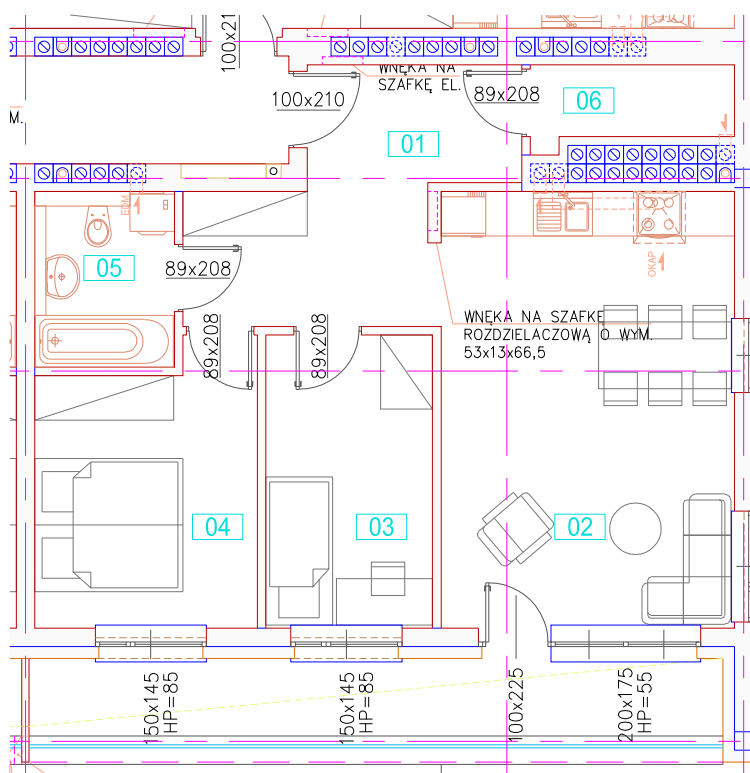 100x21
WNĘKA NA
SZAFKĘ EL.
100x210
89x208
06
M.
01
EDM.
05
89x208
OKAP
WNĘKA NA SZAFKĘ
ROZDZIELACZOWĄ O WYM.
53x13x66,5
89x208
89x208
04
03
02
150x145
HP=85
150x145
HP=85
100x225
200x175
HP=55